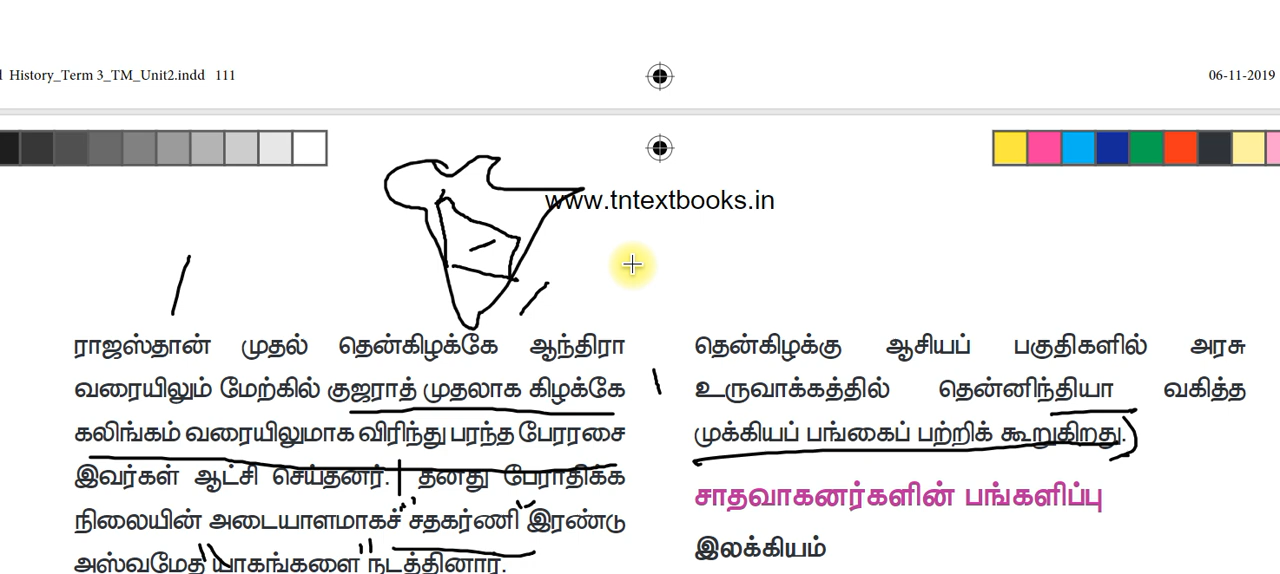 History_Term 3_TM_Unit2.indd 111
06-11-2019
www.tntextbooks.in
ராஜஸ்தான் முதல் தென்கிழக்கே ஆந்திரா
வரையிலும் மேற்கில் குஜராத் முதலாக கிழக்கே
கலிங்கம் வரையிலுமாக விரிந்து பரந்த பேரரசை
இவர்கள் ஆட்சி செய்தனர். தனது பேராதிக்க
நிலையின் அடையாளமாகச் சதகர்ணி இரண்டு
அஸ்வமேத யாகங்களை நடத்தினார்.
தென்கிழக்கு ஆசியப் பகுதிகளில் அரசு
உருவாக்கத்தில் தென்னிந்தியா வகித்த
முக்கியப் பங்கைப் பற்றிக் கூறுகிறது.
சாதவாகனர்களின் பங்களிப்பு
இலக்கியம்